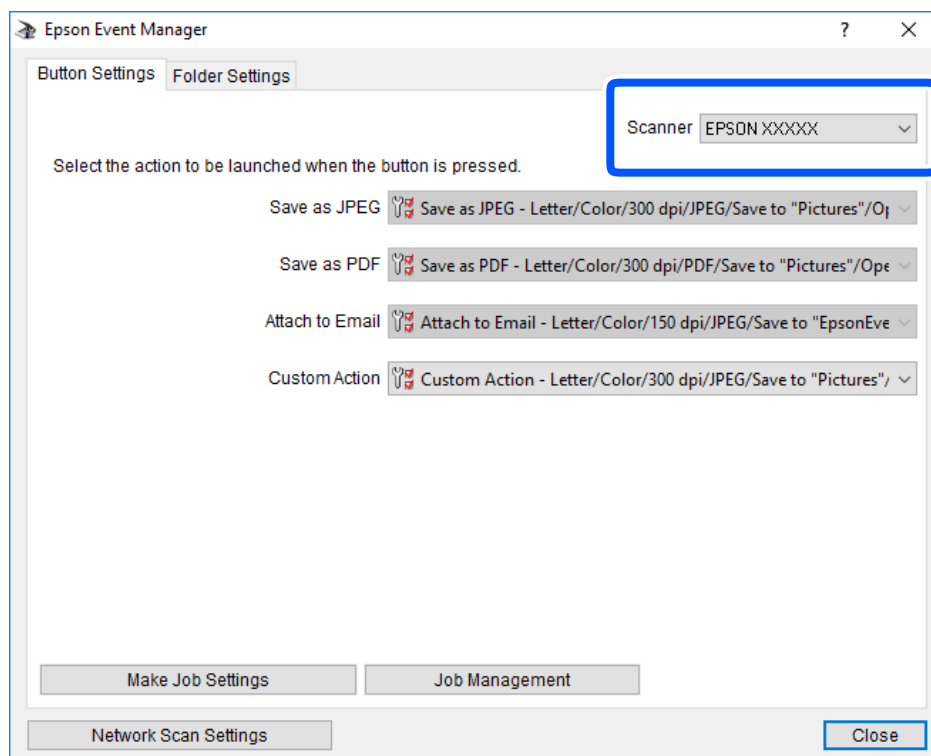 Epson Event Manager
Button Settings Folder Settings
Scanner EPSON XXXXX
Select the action to be launched when the button is pressed.
Save as JPEG Save as JPEG - Letter/Color/300 dpi/JPEG/Save to "Pictures"/Op
Save as PDF Save as PDF - Letter/Color/300 dpi/PDF/Save to "Pictures"/Ope
Attach to Email Attach to Email - Letter/Color/150 dpi/JPEG/Save to "EpsonEve
Custom Action Custom Action - Letter/Color/300 dpi/JPEG/Save to "Pictures"/
Make Job Settings Job Management
Network Scan Settings Close